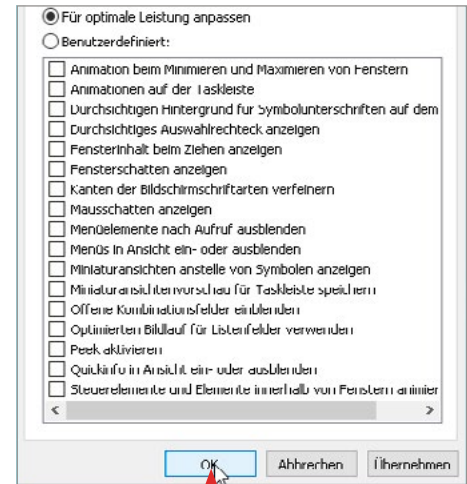 Für optimale Leistung anpassen
Benutzerdefiniert:
Animation beim Minimieren und Maximieren von Fenstern
Animationen auf der Taskleiste
Durchsichtigen Hintergrund für Symbolunterschriften auf dem
Durchsichtiges Auswahlrechteck anzeigen
Fensterinhalt beim Ziehen anzeigen
Fensterschatten anzeigen
Kanten der Bildschirmschriftarten verfeinern
Mausschatten anzeigen
Menüelemente nach Aufruf ausblenden
Menüs in Ansicht ein- oder ausblenden
Miniaturansichten anstelle von Symbolen anzeigen
Miniaturansichtenvorschau für Taskleiste speichern
Offene Kombinationsfelder einblenden
Optimierten Bildlauf für Listenfelder verwenden
Peek aktivieren
Quickinfo in Ansicht ein- oder ausblenden
Steuerelemente und Elemente innerhalb von Fenstern animier
OK Abbrechen Übernehmen